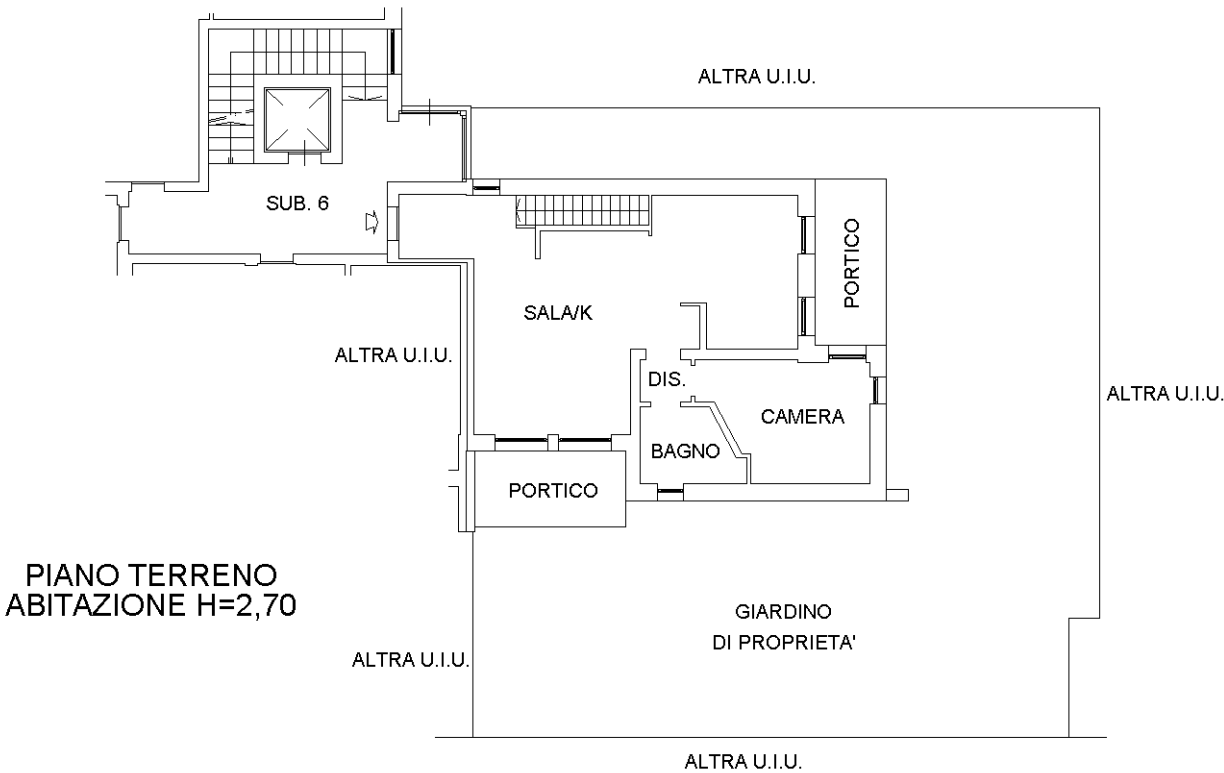 ALTRA U.I.U.
SUB. 6
PORTICO
SALA/K
ALTRA U.I.U.
DIS.
ALTRA U.I.U.
CAMERA
BAGNO
PORTICO
PIANO TERRENO
ABITAZIONE H=2,70
GIARDINO
DI PROPRIETA'
ALTRA U.I.U.
ALTRA U.I.U.